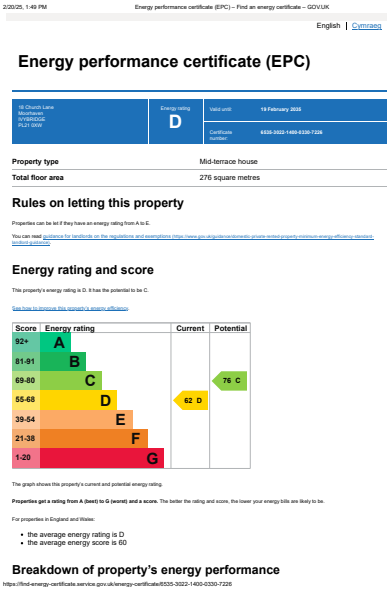 2/20/25, 1:49 PM Energy performance certificate (EPC) – Find an energy certificate – GOV.UK
English | Cymraeg
Energy performance certificate (EPC)
18 Church Lane
Moorhaven
IVYBRIDGE
PL21 0XW
Energy rating
D
Valid until: 19 February 2035
Certificate number: 6535-3022-1400-0330-7226
Property type Mid-terrace house
Total floor area 276 square metres
Rules on letting this property
Properties can be let if they have an energy rating from A to E.
You can read guidance for landlords on the regulations and exemptions (https://www.gov.uk/guidance/domestic-private-rented-property-minimum-energy-efficiency-standard-
landlord-guidance).
Energy rating and score
This property's energy rating is D. It has the potential to be C.
See how to improve this property's energy efficiency.
Score Energy rating Current Potential
92+ A
81-91 B
69-80 C 76 C
55-68 D 62 D
39-54 E
21-38 F
1-20 G
The graph shows this property's current and potential energy rating.
Properties get a rating from A (best) to G (worst) and a score. The better the rating and score, the lower your energy bills are likely to be.
For properties in England and Wales:
• the average energy rating is D
• the average energy score is 60
Breakdown of property's energy performance
https://find-energy-certificate.service.gov.uk/energy-certificate/6535-3022-1400-0330-7226